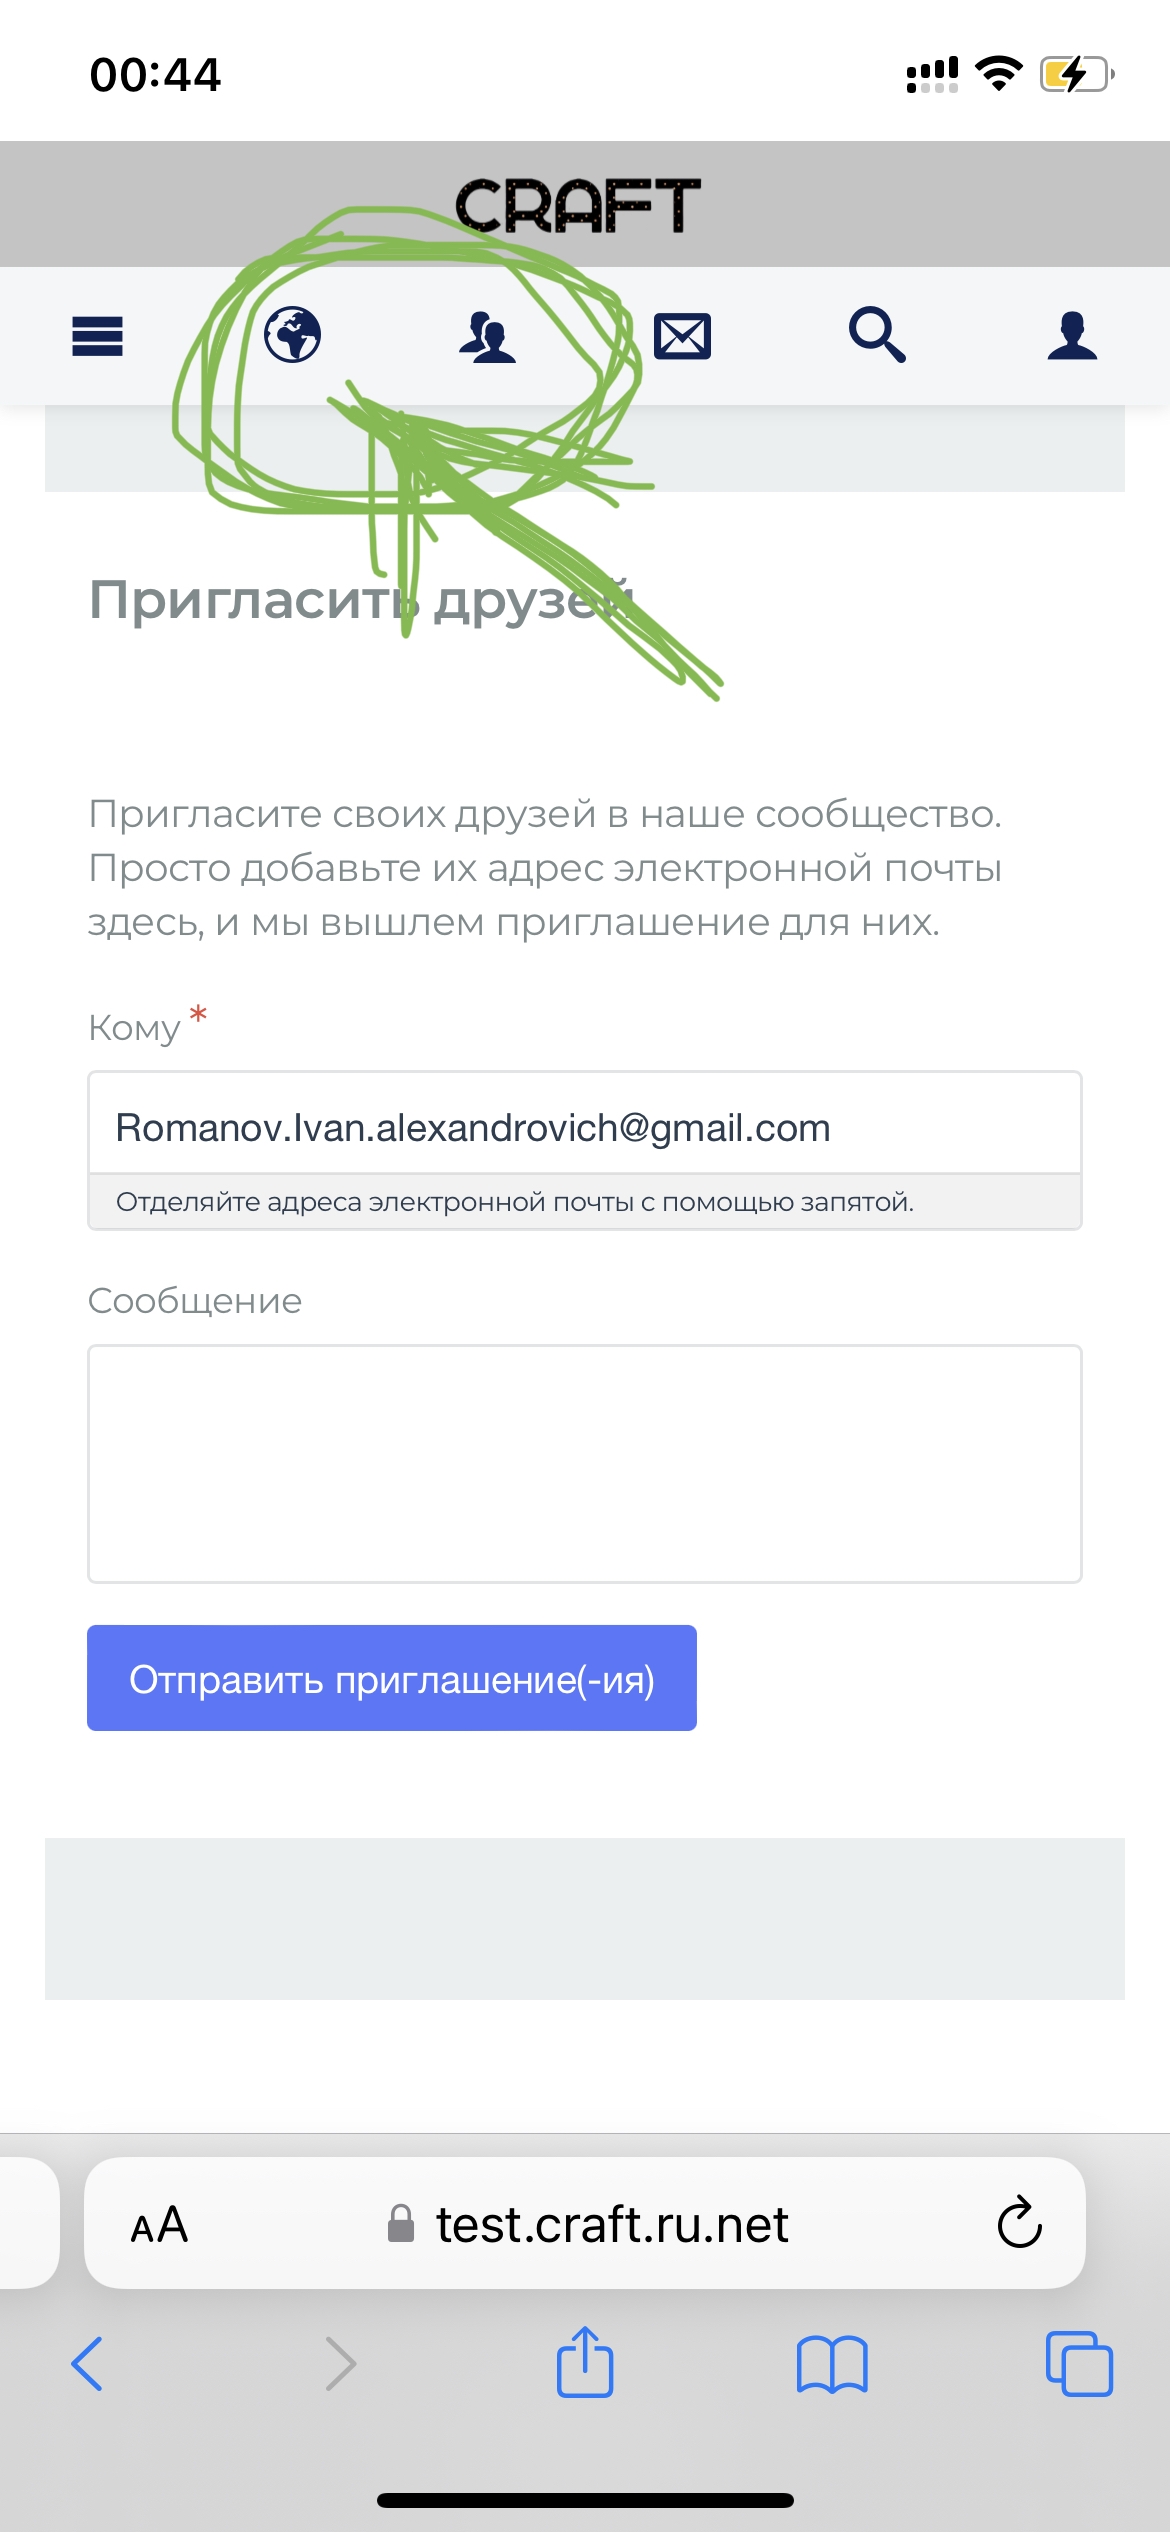 00:44
CRAFT
Пригласить друзей
Пригласите своих друзей в наше сообщество.
Просто добавьте их адрес электронной почты
здесь, и мы вышлем приглашение для них.
Кому *
Romanov.Ivan.alexandrovich@gmail.com
Отделяйте адреса электронной почты с помощью запятой.
Сообщение
Отправить приглашение(-ия)
AA test.craft.ru.net